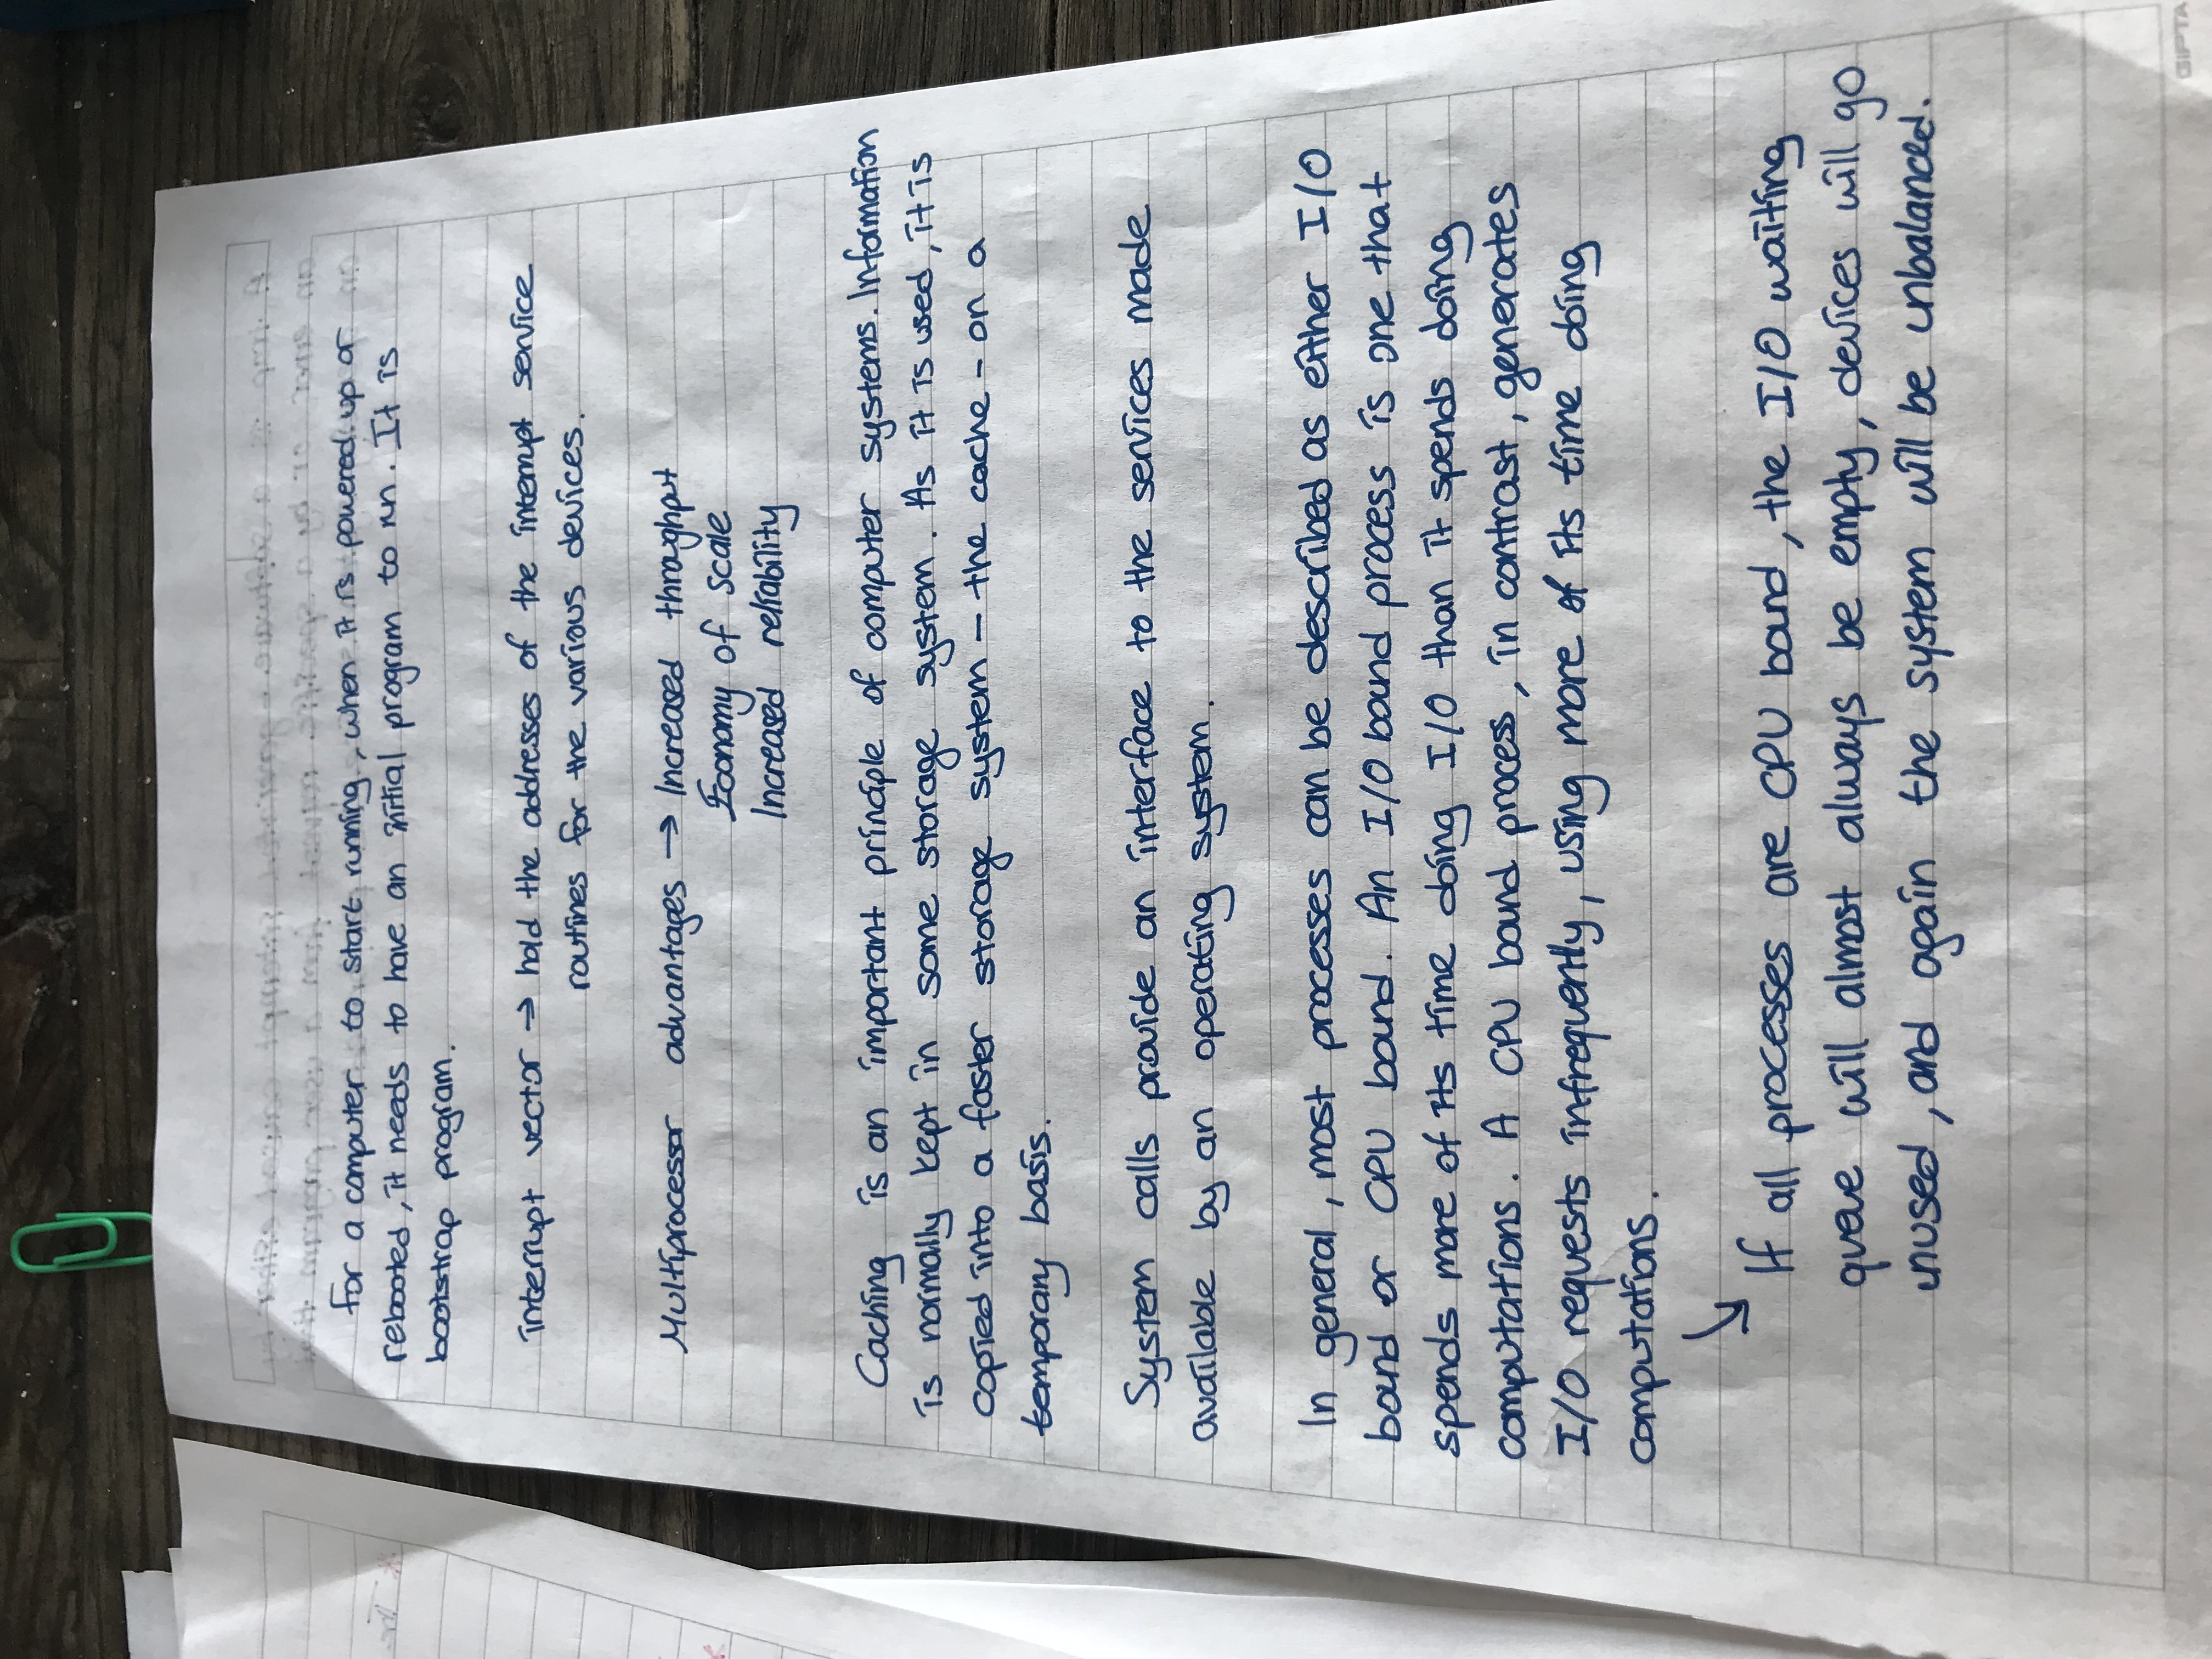 For a computer to start running, when it is powered up or
rebooted, it needs to have an initial program to run. It is
bootstrap program.
interrupt vector → hold the addresses of the interrupt service
routines for the various devices.
Multiprocessor advantages → Increased throughput
Economy of scale
Increased reliability
Caching is an important principle of computer systems. Information
is normally kept in some storage system. As it is used, it is
copied into a faster storage system - the cache - on a
temporary basis.
System calls provide an interface to the services made
available by an operating system.
In general, most processes can be described as either I/O
bound or CPU bound. An I/O bound process is one that
spends more of its time doing I/O than it spends doing
computations. A CPU bound process, in contrast, generates
I/O requests infrequently, using more of its time doing
computations.
↘
If all processes are CPU bound, the I/O waiting
queue will almost always be empty, devices will go
unused, and again the system will be unbalanced.
GIPTA